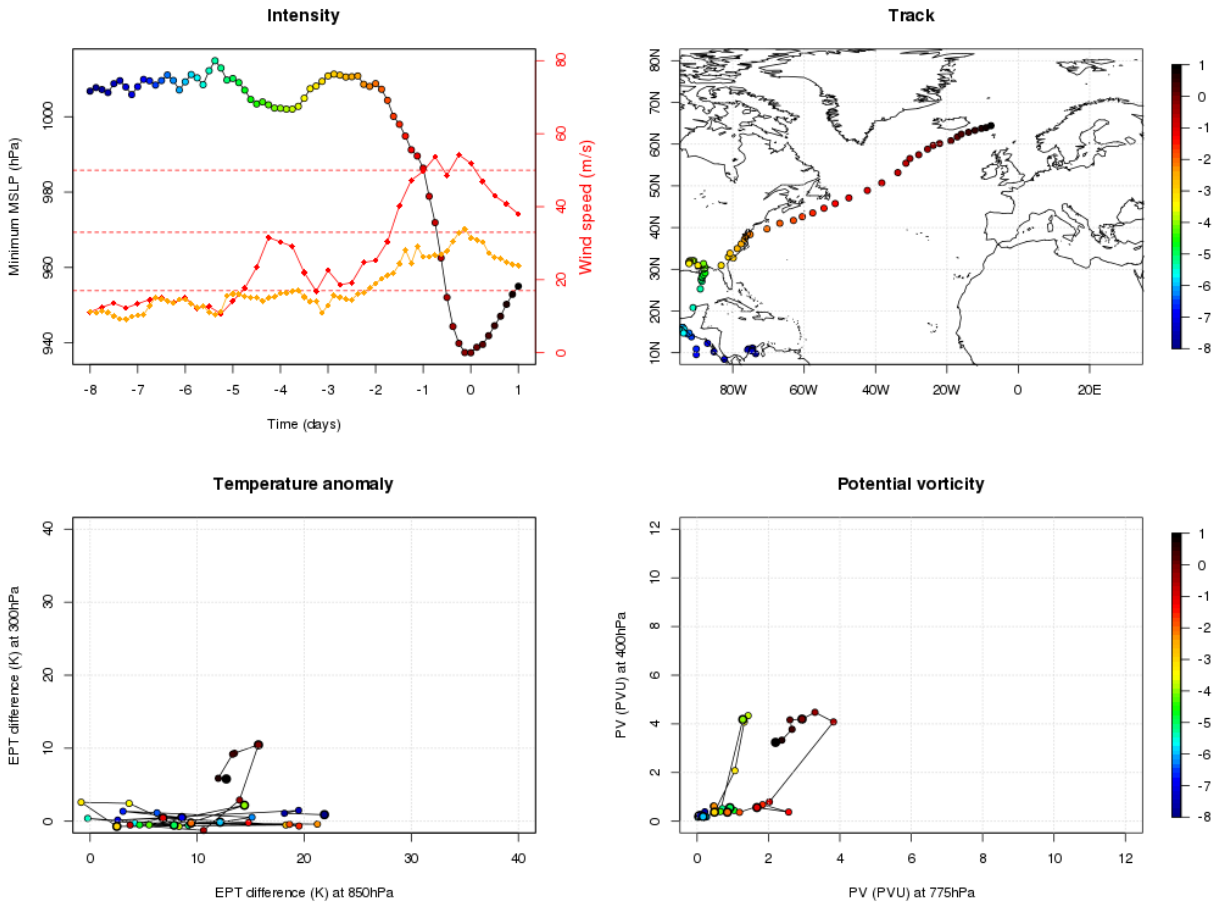 Intensity
Minimum MSLP (hPa)
940 960 980 1000
0 20 40 60 80
Wind speed (m/s)
-8 -7 -6 -5 -4 -3 -2 -1 0 1
Time (days)
Track
10N 20N 30N 40N 50N 60N 70N 80N
80W 60W 40W 20W 0 20E
1
0
-1
-2
-3
-4
-5
-6
-7
-8
Temperature anomaly
EPT difference (K) at 300hPa
0 10 20 30 40
0 10 20 30 40
EPT difference (K) at 850hPa
Potential vorticity
PV (PVU) at 400hPa
0 2 4 6 8 10 12
0 2 4 6 8 10 12
PV (PVU) at 775hPa
1
0
-1
-2
-3
-4
-5
-6
-7
-8